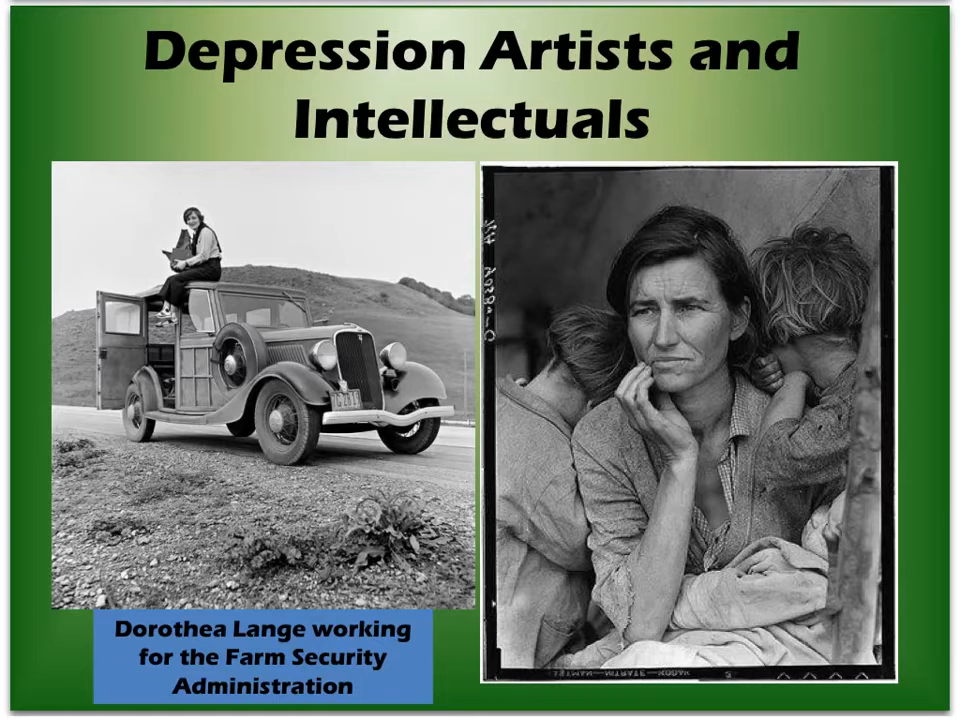 Depression Artists and
Intellectuals
Dorothea Lange working
for the Farm Security
Administration